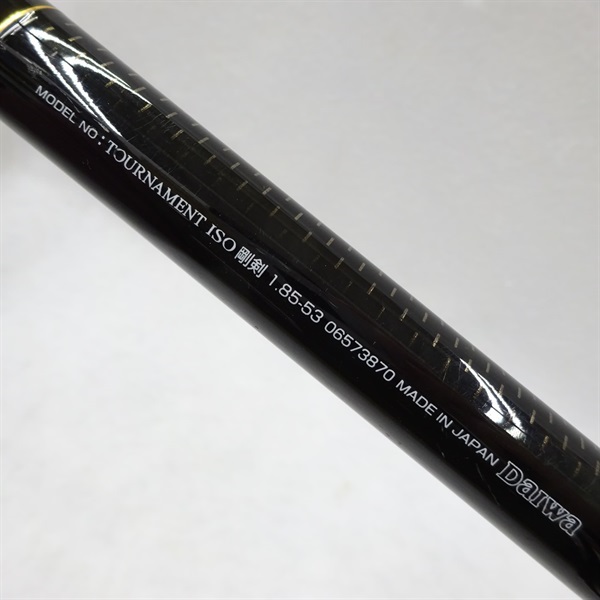 MODEL NO : TOURNAMENT ISO 剛剣 1.85-53 06573870 MADE IN JAPAN Daiwa